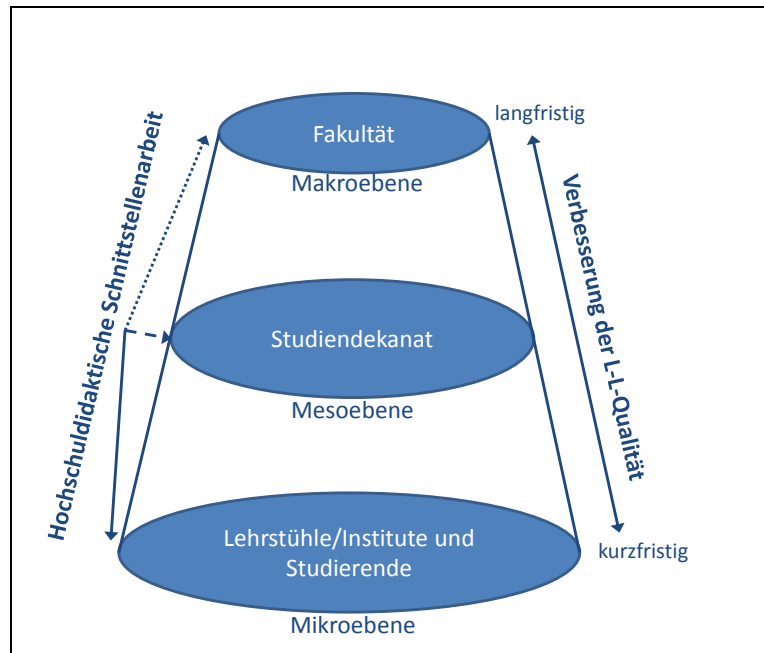 Fakultät
langfristig
Makroebene
Hochschuldidaktische Schnittstellenarbeit
Verbesserung der L-L-Qualität
Studiendekanat
Mesoebene
Lehrstühle/Institute und
Studierende
kurzfristig
Mikroebene